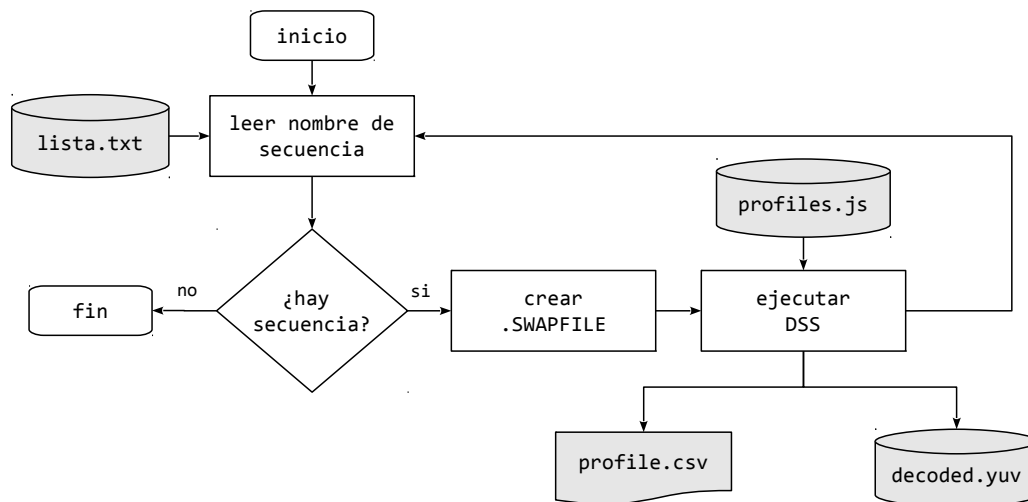 inicio
lista.txt
leer nombre de
secuencia
profiles.js
no
si
fin
¿hay
secuencia?
crear
.SWAPFILE
ejecutar
DSS
profile.csv
decoded.yuv